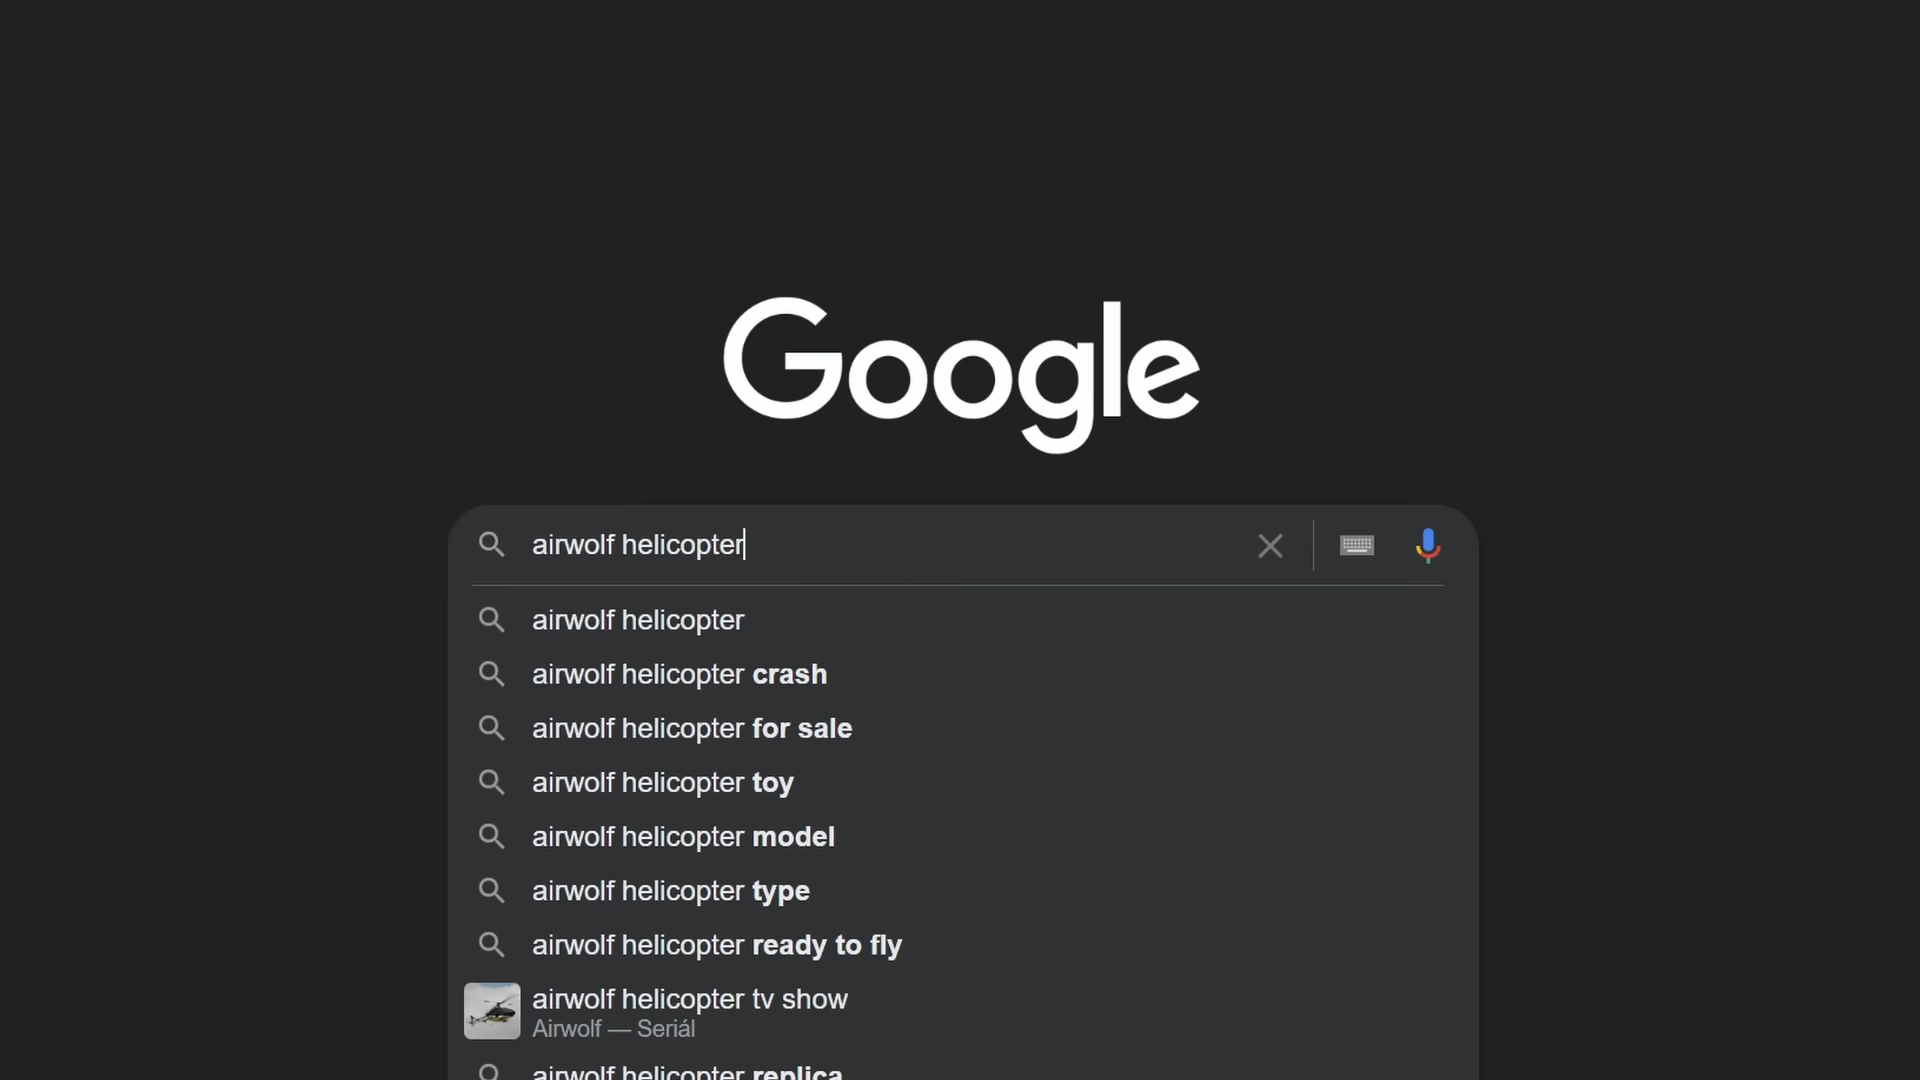 Google
airwolf helicopter
airwolf helicopter
airwolf helicopter crash
airwolf helicopter for sale
airwolf helicopter toy
airwolf helicopter model
airwolf helicopter type
airwolf helicopter ready to fly
airwolf helicopter tv show
Airwolf — Seriál
airwolf helicopter replica